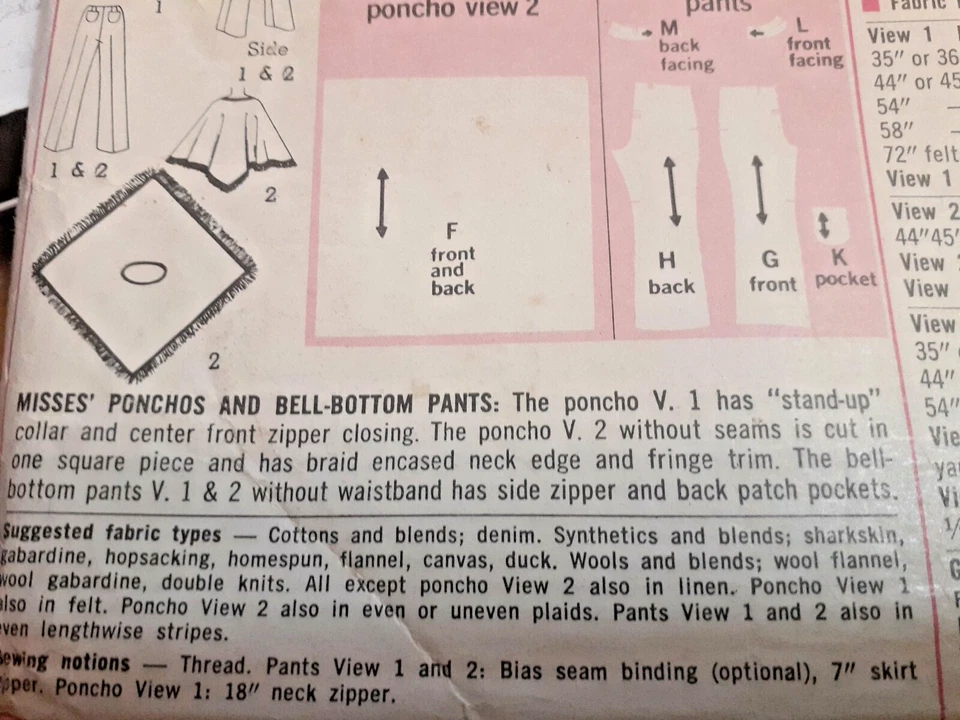 1
Side
1 & 2
1 & 2
2
2
poncho view 2
F
front
and
back
pants
M
back
facing
L
front
facing
H
back
G
front
K
pocket
Fabric
View 1
35" or 36
44" or 45
54" –
58" –
72" felt
View 1
View 2
44"45"
View
View
View
35"
44"
54"
MISSES' PONCHOS AND BELL-BOTTOM PANTS: The poncho V. 1 has "stand-up"
collar and center front zipper closing. The poncho V. 2 without seams is cut in
one square piece and has braid encased neck edge and fringe trim. The bell-
bottom pants V. 1 & 2 without waistband has side zipper and back patch pockets.
Suggested fabric types — Cottons and blends; denim. Synthetics and blends; sharkskin,
gabardine, hopsacking, homespun, flannel, canvas, duck. Wools and blends; wool flannel,
wool gabardine, double knits. All except poncho View 2 also in linen. Poncho View 1
also in felt. Poncho View 2 also in even or uneven plaids. Pants View 1 and 2 also in
even lengthwise stripes.
Sewing notions — Thread. Pants View 1 and 2: Bias seam binding (optional), 7" skirt
zipper. Poncho View 1: 18" neck zipper.